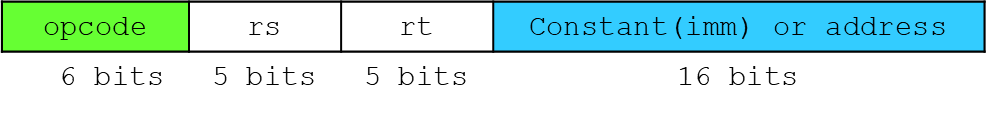 opcode rs rt Constant(imm) or address
6 bits 5 bits 5 bits 16 bits